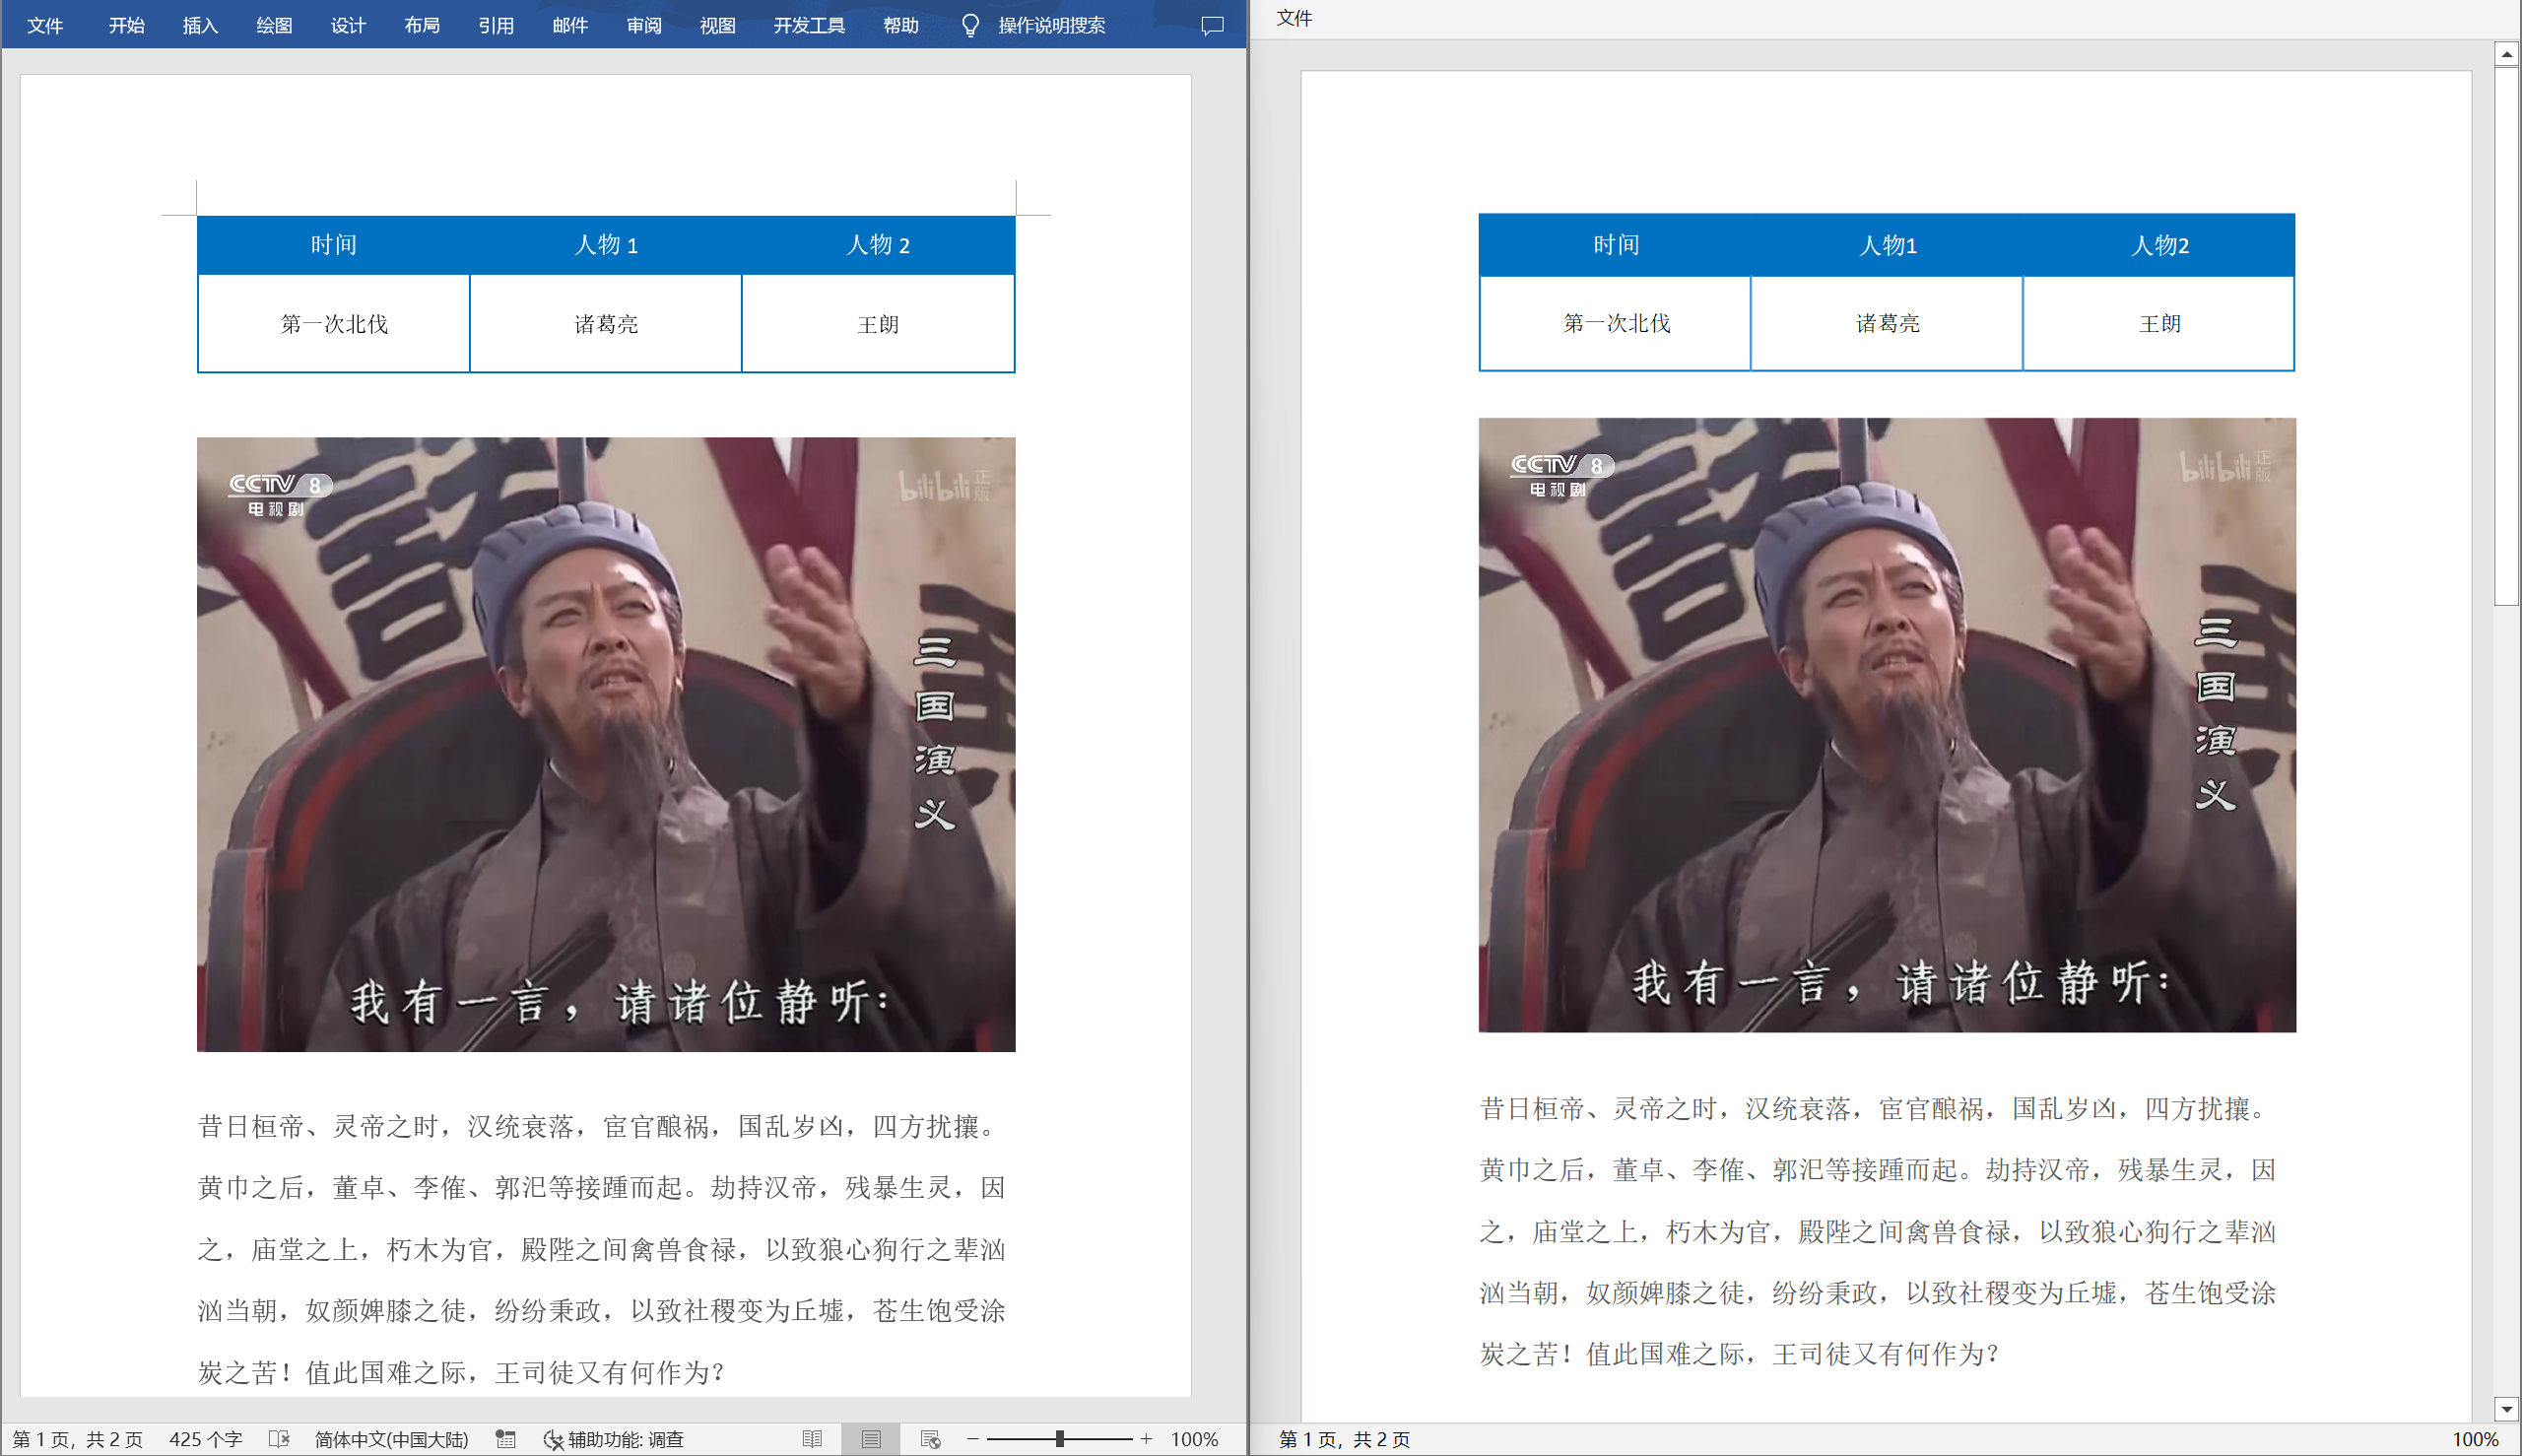 文件 开始 插入 绘图 设计 布局 引用 邮件 审阅 视图 开发工具 帮助 操作说明搜索
时间 人物 1 人物 2
第一次北伐 诸葛亮 王朗
CCTV 8
电视剧
bilibili 正版
三国演义
我有一言，请诸位静听：
昔日桓帝、灵帝之时，汉统衰落，宦官酿祸，国乱岁凶，四方扰攘。
黄巾之后，董卓、李傕、郭汜等接踵而起。劫持汉帝，残暴生灵，因
之，庙堂之上，朽木为官，殿陛之间禽兽食禄，以致狼心狗行之辈汹
汹当朝，奴颜婢膝之徒，纷纷秉政，以致社稷变为丘墟，苍生饱受涂
炭之苦！值此国难之际，王司徒又有何作为？
第 1 页，共 2 页 425 个字 简体中文(中国大陆) 辅助功能: 调查 100%
文件
时间 人物1 人物2
第一次北伐 诸葛亮 王朗
CCTV 8
电视剧
bilibili 正版
三国演义
我有一言，请诸位静听：
昔日桓帝、灵帝之时，汉统衰落，宦官酿祸，国乱岁凶，四方扰攘。
黄巾之后，董卓、李傕、郭汜等接踵而起。劫持汉帝，残暴生灵，因
之，庙堂之上，朽木为官，殿陛之间禽兽食禄，以致狼心狗行之辈汹
汹当朝，奴颜婢膝之徒，纷纷秉政，以致社稷变为丘墟，苍生饱受涂
炭之苦！值此国难之际，王司徒又有何作为？
第 1 页，共 2 页 100%